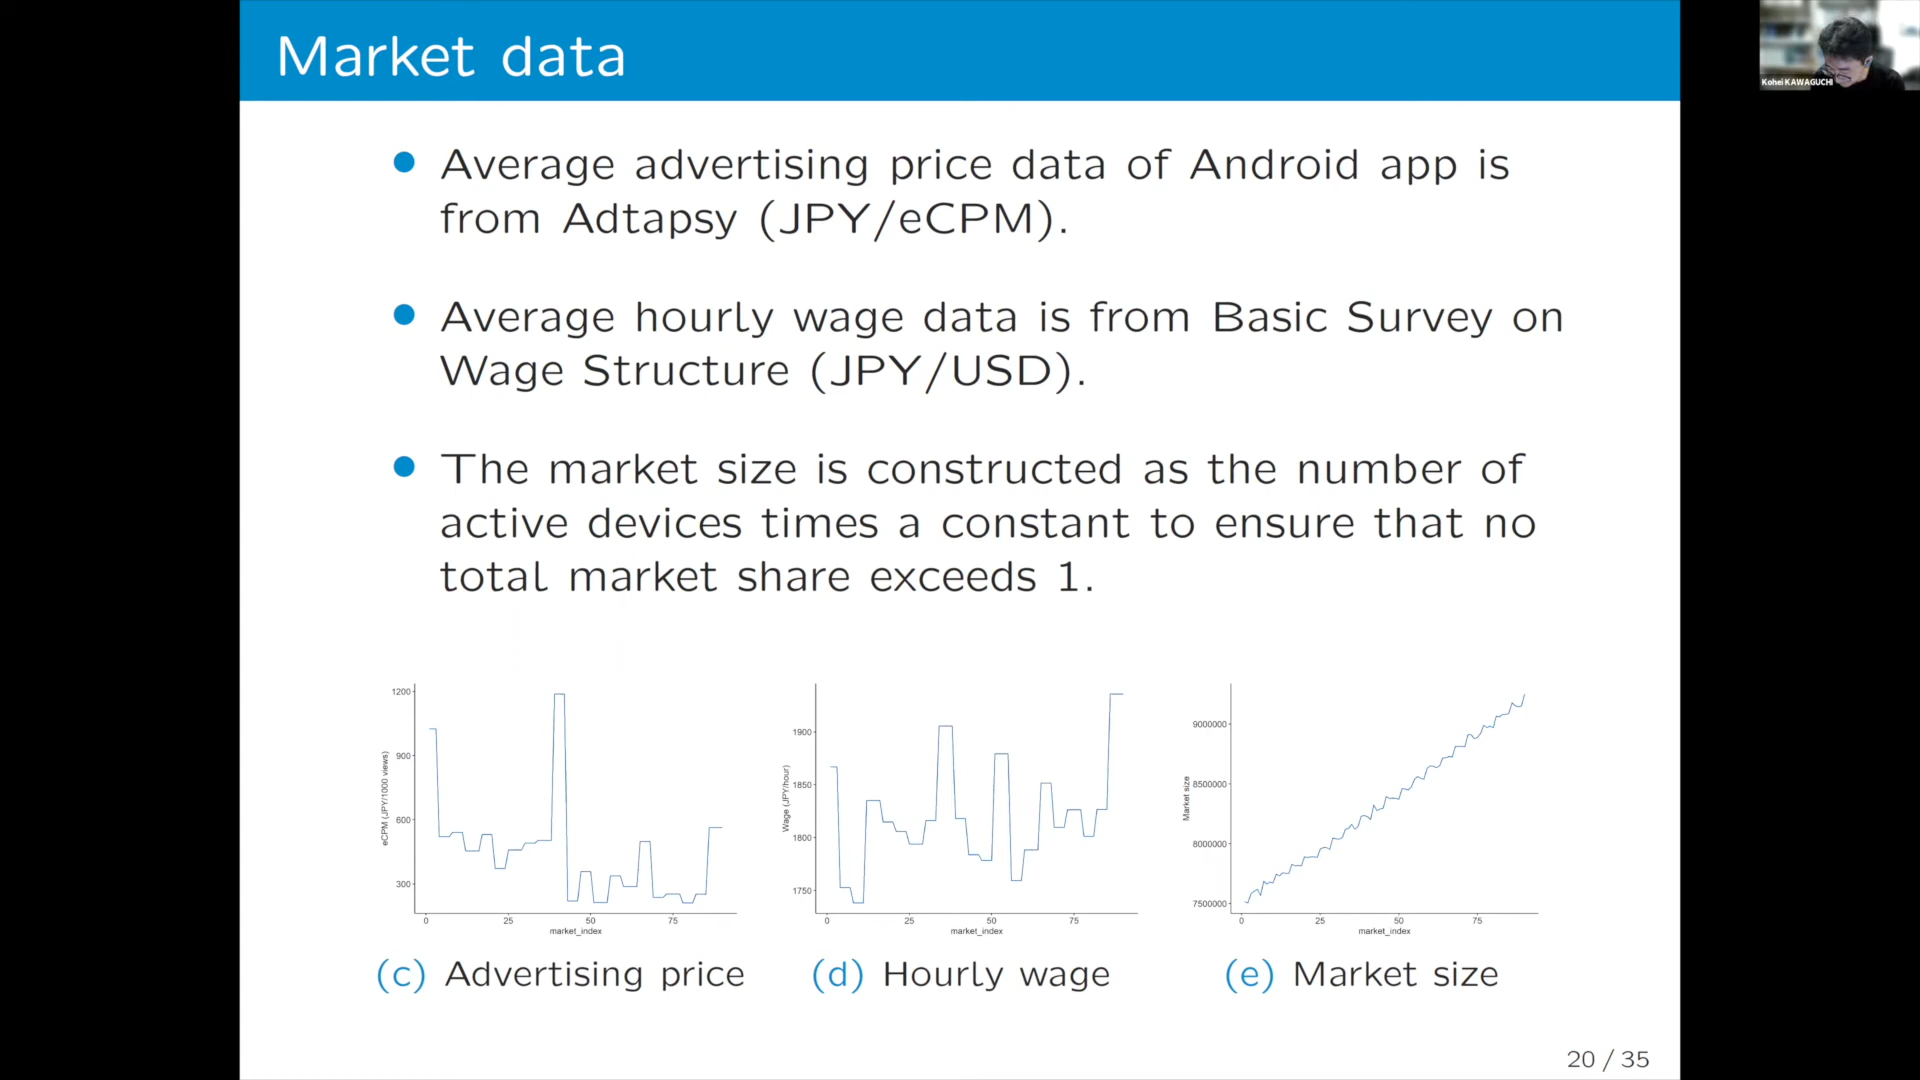 Market data
Kohei KAWAGUCHI
Average advertising price data of Android app is
from Adtapsy (JPY/eCPM).
Average hourly wage data is from Basic Survey on
Wage Structure (JPY/USD).
The market size is constructed as the number of
active devices times a constant to ensure that no
total market share exceeds 1.
eCPM (JPY/1000 views)
1200
900
600
300
0 25 50 75
market_index
(c) Advertising price
Wage (JPY/hour)
1900
1850
1800
1750
0 25 50 75
market_index
(d) Hourly wage
Market size
9000000
8500000
8000000
7500000
0 25 50 75
market_index
(e) Market size
20 / 35